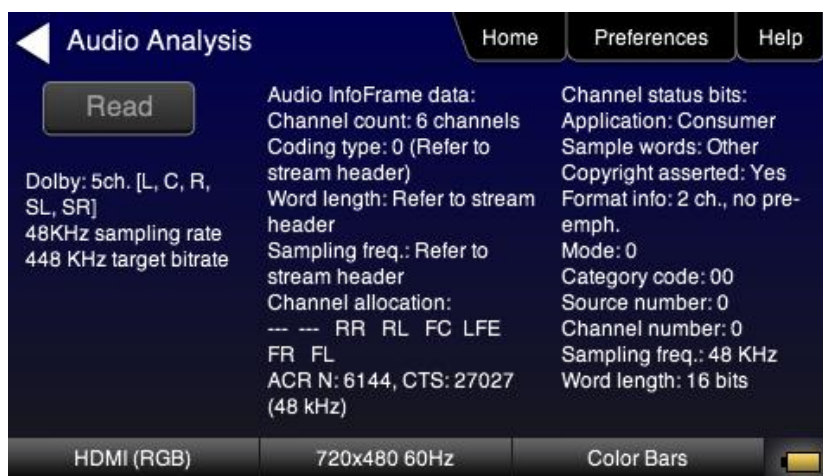 Audio Analysis
Home
Preferences
Help
Read
Dolby: 5ch. [L, C, R,
SL, SR]
48KHz sampling rate
448 KHz target bitrate
Audio InfoFrame data:
Channel count: 6 channels
Coding type: 0 (Refer to
stream header)
Word length: Refer to stream
header
Sampling freq.: Refer to
stream header
Channel allocation:
--- --- RR RL FC LFE
FR FL
ACR N: 6144, CTS: 27027
(48 kHz)
Channel status bits:
Application: Consumer
Sample words: Other
Copyright asserted: Yes
Format info: 2 ch., no pre-
emph.
Mode: 0
Category code: 00
Source number: 0
Channel number: 0
Sampling freq.: 48 KHz
Word length: 16 bits
HDMI (RGB)
720x480 60Hz
Color Bars